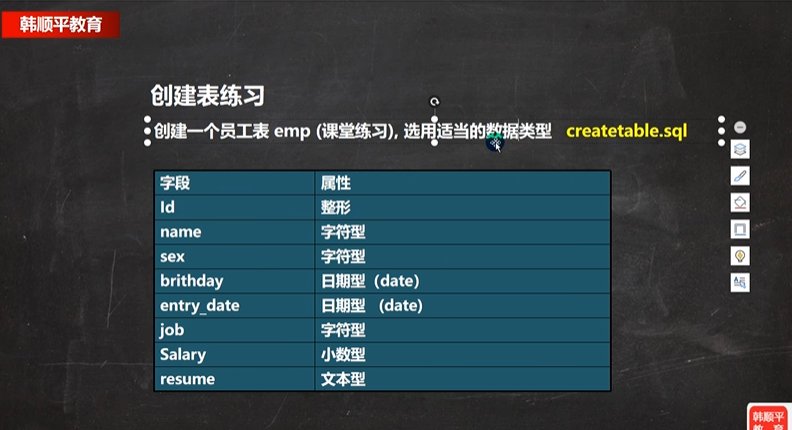 韩顺平教育
创建表练习
创建一个员工表 emp (课堂练习), 选用适当的数据类型 createtable.sql
字段 属性
Id 整形
name 字符型
sex 字符型
brithday 日期型（date）
entry_date 日期型 （date)
job 字符型
Salary 小数型
resume 文本型
韩顺平
教 育